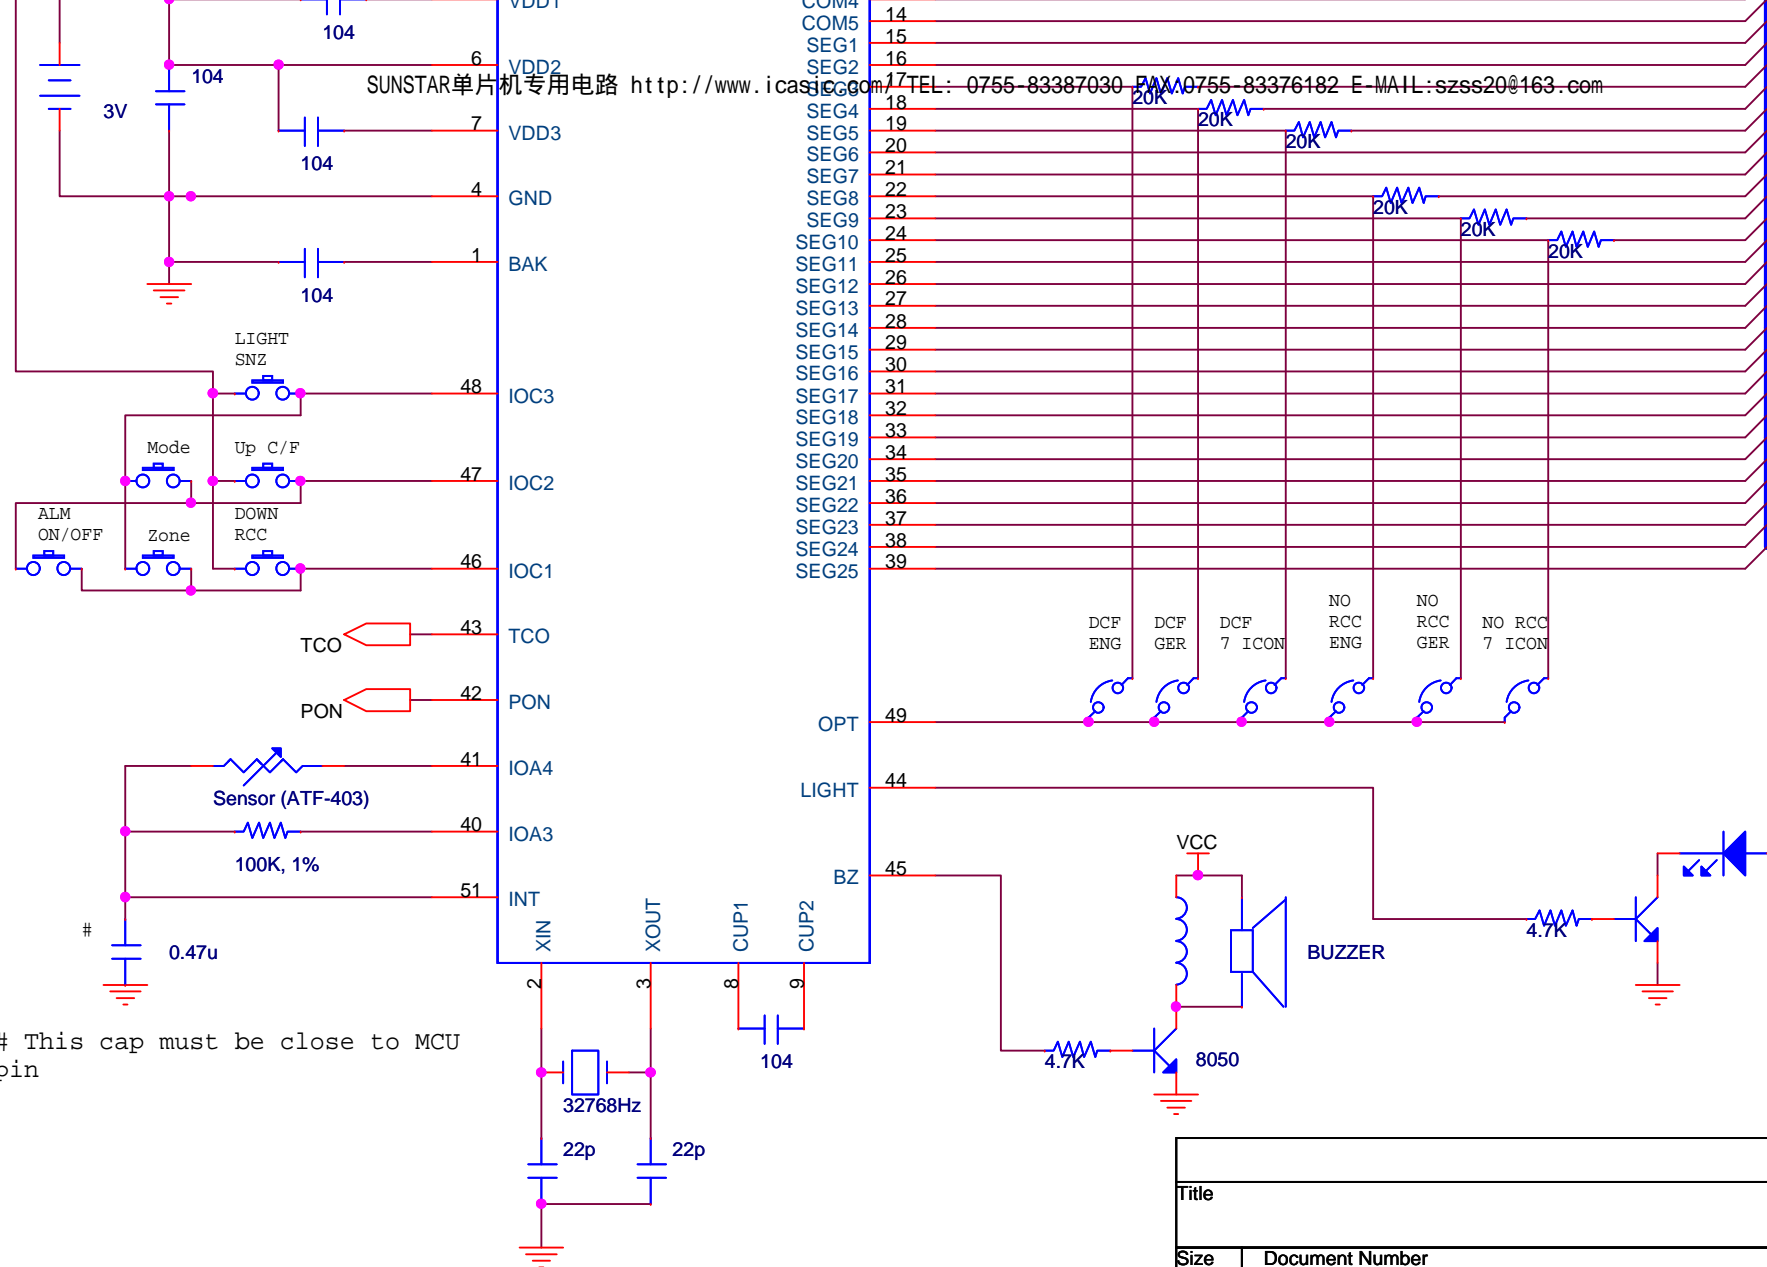 VDD1
104
6
VDD2
104
3V
7
VDD3
104
4
GND
1
BAK
104
LIGHT
SNZ
48
IOC3
Mode
Up C/F
47
IOC2
ALM
ON/OFF
Zone
DOWN
RCC
46
IOC1
TCO
43
TCO
PON
42
PON
41
IOA4
Sensor (ATF-403)
40
IOA3
100K, 1%
51
INT
#
0.47u
# This cap must be close to MCU
pin
XIN
XOUT
CUP1
CUP2
2
3
8
9
104
32768Hz
22p
22p
COM4
COM5
14
SEG1
15
SEG2
16
SUNSTAR单片机专用电路 http://www.icasic.com/ TEL: 0755-83387030 FAX:0755-83376182 E-MAIL:szss20@163.com
SEG3
17
20K
SEG4
18
20K
SEG5
19
20K
SEG6
20
SEG7
21
SEG8
22
20K
SEG9
23
20K
SEG10
24
20K
SEG11
25
SEG12
26
SEG13
27
SEG14
28
SEG15
29
SEG16
30
SEG17
31
SEG18
32
SEG19
33
SEG20
34
SEG21
35
SEG22
36
SEG23
37
SEG24
38
SEG25
39
DCF
ENG
DCF
GER
DCF
7 ICON
NO
RCC
ENG
NO
RCC
GER
NO RCC
7 ICON
OPT
49
LIGHT
44
BZ
45
VCC
BUZZER
4.7K
8050
4.7K
Title
Size
Document Number